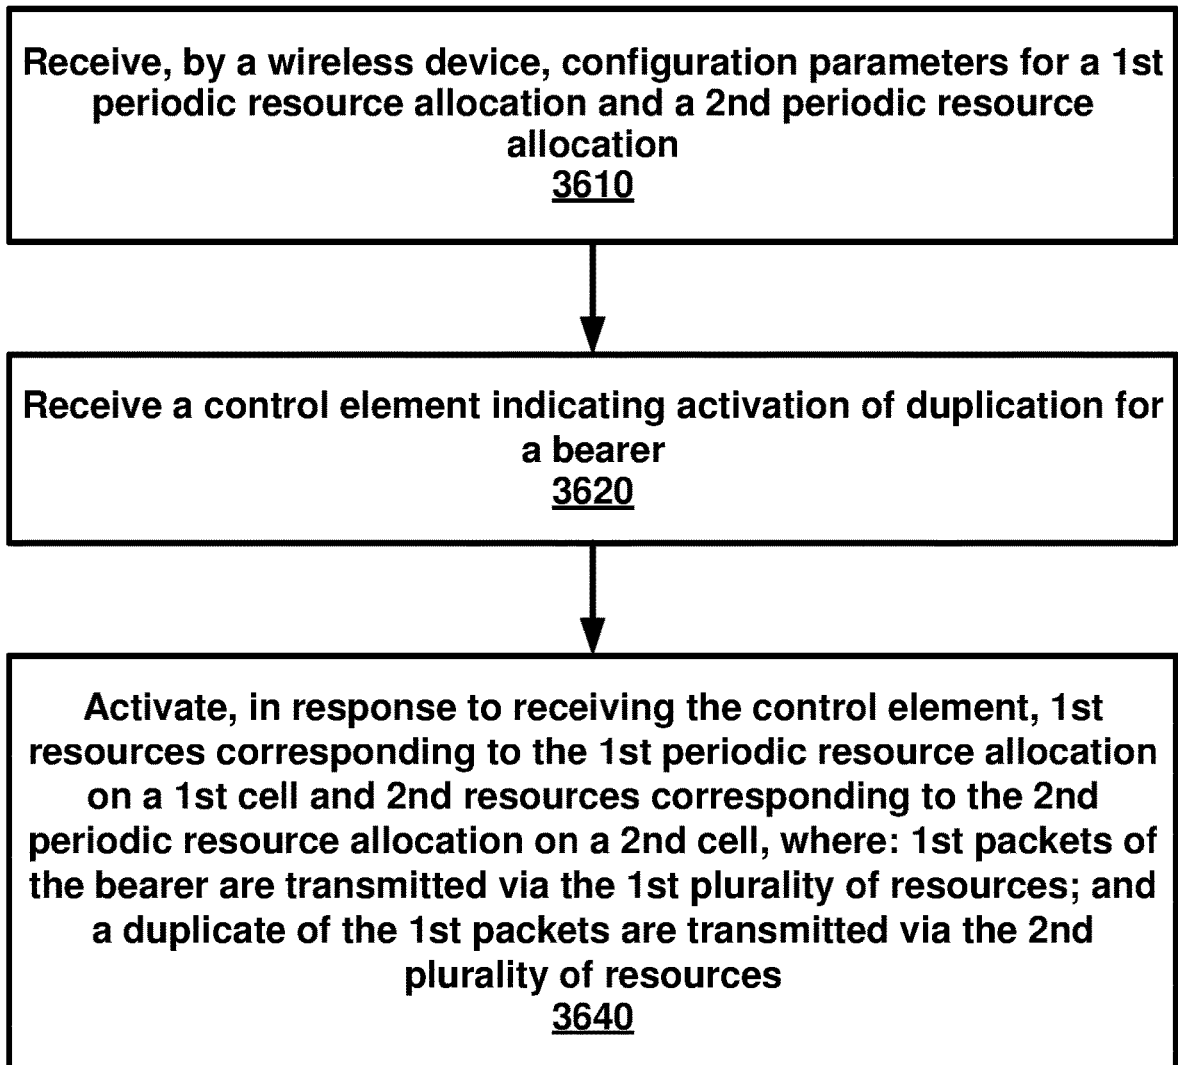 Receive, by a wireless device, configuration parameters for a 1st
periodic resource allocation and a 2nd periodic resource
allocation
3610
Receive a control element indicating activation of duplication for
a bearer
3620
Activate, in response to receiving the control element, 1st
resources corresponding to the 1st periodic resource allocation
on a 1st cell and 2nd resources corresponding to the 2nd
periodic resource allocation on a 2nd cell, where: 1st packets of
the bearer are transmitted via the 1st plurality of resources; and
a duplicate of the 1st packets are transmitted via the 2nd
plurality of resources
3640